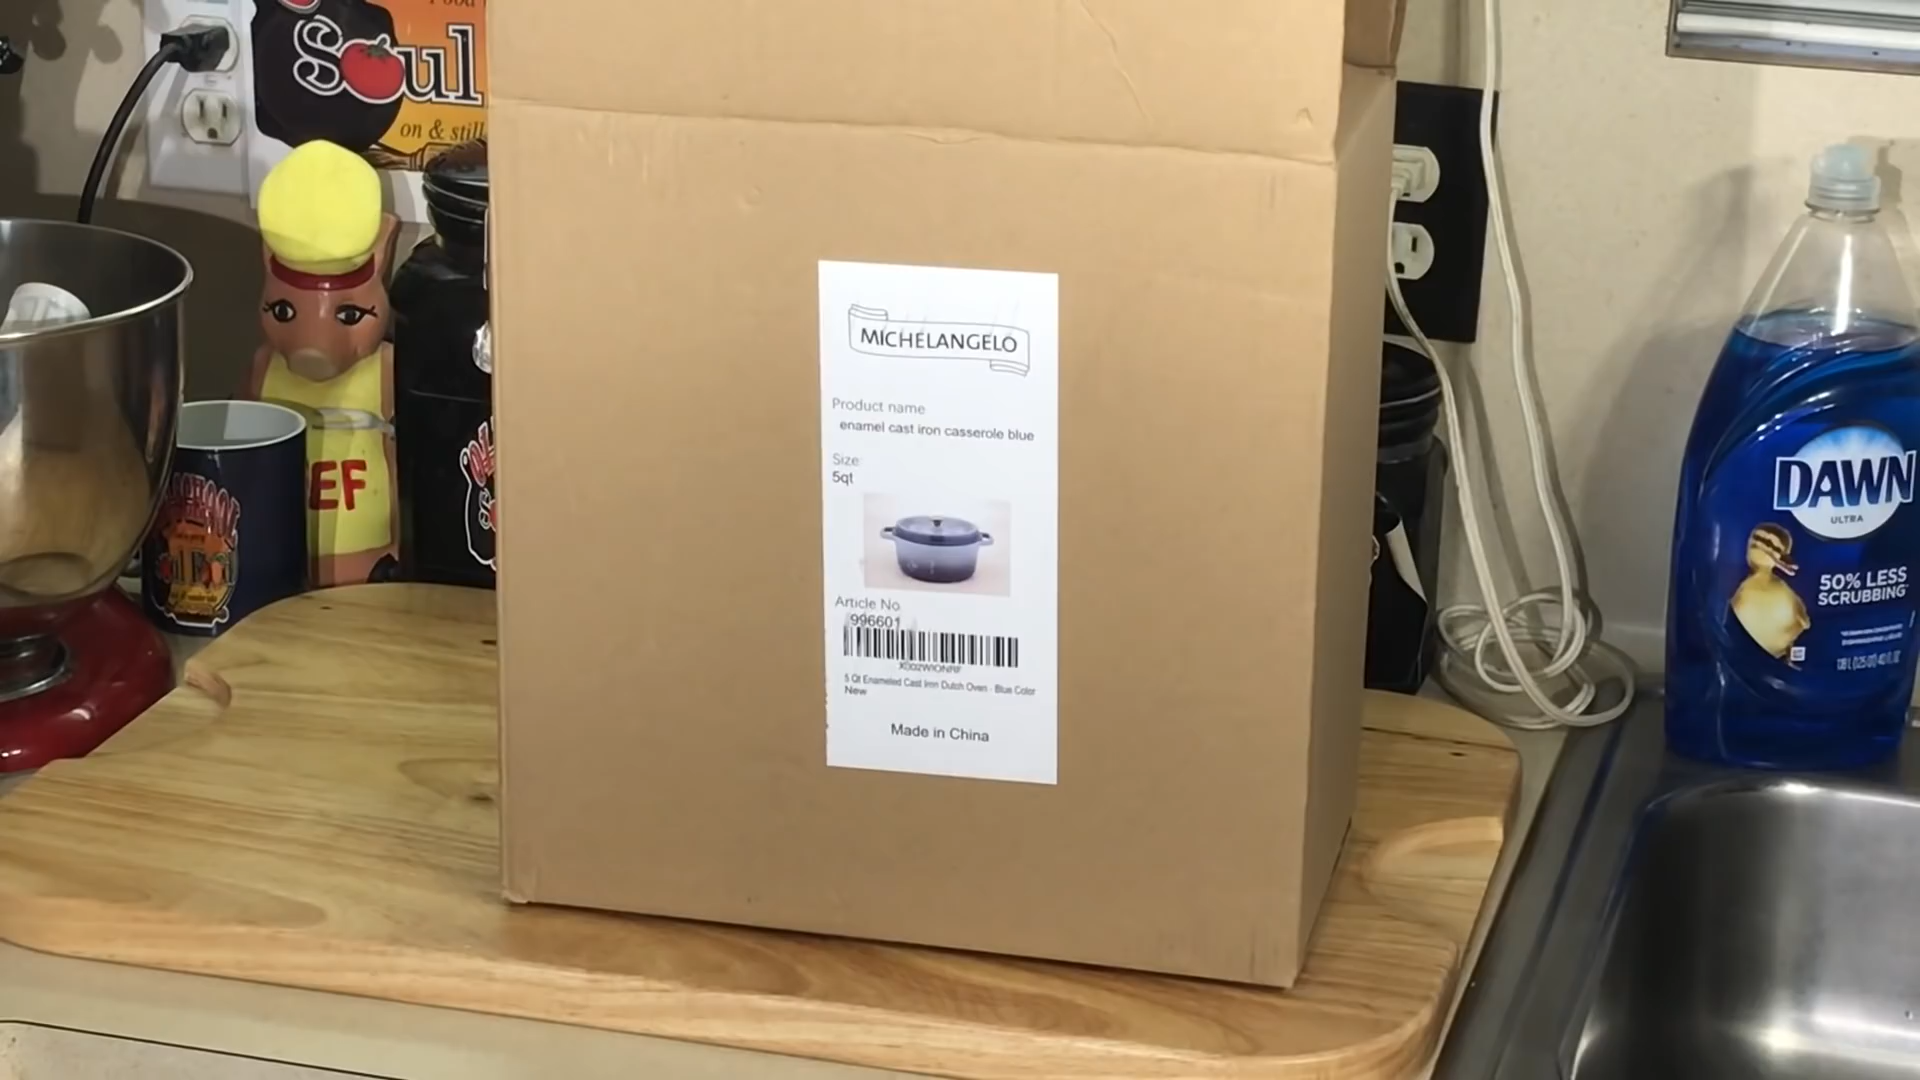 Soul
on & still
EF
MICHELANGELO
Product name
enamel cast iron casserole blue
Size:
5qt
Article No
996601
X002WIONRF
5 Qt Enameled Cast Iron Dutch Oven - Blue Color
New
Made in China
DAWN
ULTRA
50% LESS
SCRUBBING